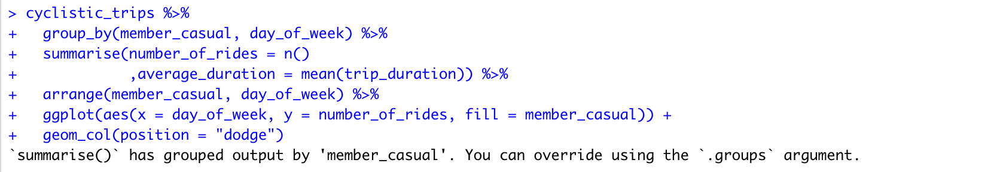 > cyclistic_trips %>%
+   group_by(member_casual, day_of_week) %>%
+   summarise(number_of_rides = n()
+             ,average_duration = mean(trip_duration)) %>%
+   arrange(member_casual, day_of_week) %>%
+   ggplot(aes(x = day_of_week, y = number_of_rides, fill = member_casual)) +
+   geom_col(position = "dodge")
`summarise()` has grouped output by 'member_casual'. You can override using the `.groups` argument.